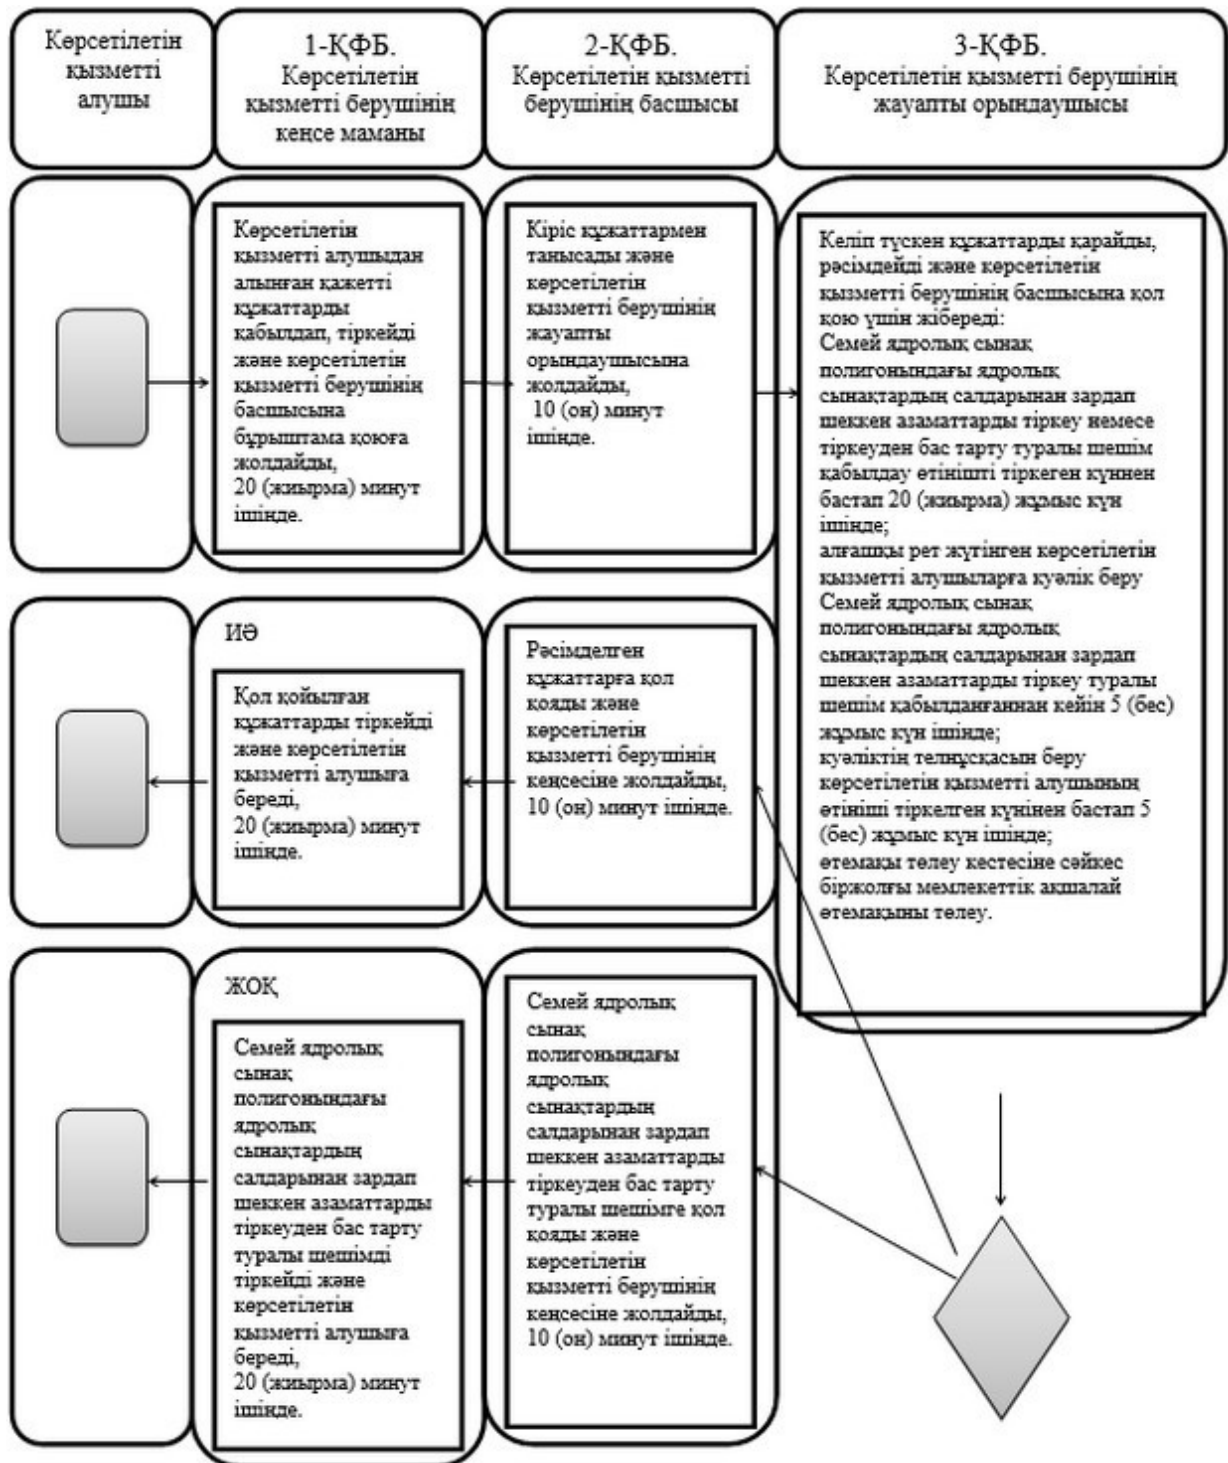 Көрсетілетін
қызметті
алушы
1-ҚФБ.
Көрсетілетін
қызметті берушінің
кеңсе маманы
2-ҚФБ.
Көрсетілетін қызметті
берушінің басшысы
3-ҚФБ.
Көрсетілетін қызметті берушінің
жауапты орындаушысы
Көрсетілетін
қызметті алушыдан
алынған қажетті
құжаттарды
қабылдап, тіркейді
және көрсетілетін
қызметті берушінің
басшысына
бұрыштама қоюға
жолдайды,
20 (жиырма) минут
ішінде.
Кіріс құжаттармен
танысады және
көрсетілетін
қызметті берушінің
жауапты
орындаушысына
жолдайды,
10 (он) минут
ішінде.
Келіп түскен құжаттарды қарайды,
рәсімдейді және көрсетілетін
қызметті берушінің басшысына қол
қою үшін жібереді:
Семей ядролық сынақ
полигонындағы ядролық
сынақтардың салдарынан зардап
шеккен азаматтарды тіркеу немесе
тіркеуден бас тарту туралы шешім
қабылдау өтінішті тіркеген күннен
бастап 20 (жиырма) жұмыс күн
ішінде;
алғашқы рет жүгінген көрсетілетін
қызметті алушыларға куәлік беру
Семей ядролық сынақ
полигонындағы ядролық
сынақтардың салдарынан зардап
шеккен азаматтарды тіркеу туралы
шешім қабылданғаннан кейін 5 (бес)
жұмыс күн ішінде;
куәліктің телнұсқасын беру
көрсетілетін қызметті алушының
өтініші тіркелген күнінен бастап 5
(бес) жұмыс күн ішінде;
өтемақы төлеу кестесіне сәйкес
біржолғы мемлекеттік ақшалай
өтемақыны төлеу.
ИӘ
Қол қойылған
құжаттарды тіркейді
және көрсетілетін
қызметті алушыға
береді,
20 (жиырма) минут
ішінде.
Рәсімделген
құжаттарға қол
қояды және
көрсетілетін
қызметті берушінің
кеңсесіне жолдайды,
10 (он) минут ішінде.
ЖОҚ
Семей ядролық
сынақ
полигонындағы
ядролық
сынақтардың
салдарынан зардап
шеккен азаматтарды
тіркеуден бас тарту
туралы шешімді
тіркейді және
көрсетілетін
қызметті алушыға
береді,
20 (жиырма) минут
ішінде.
Семей ядролық
сынақ
полигонындағы
ядролық
сынақтардың
салдарынан зардап
шеккен азаматтарды
тіркеуден бас тарту
туралы шешімге қол
қояды және
көрсетілетін
қызметті берушінің
кеңсесіне жолдайды,
10 (он) минут ішінде.